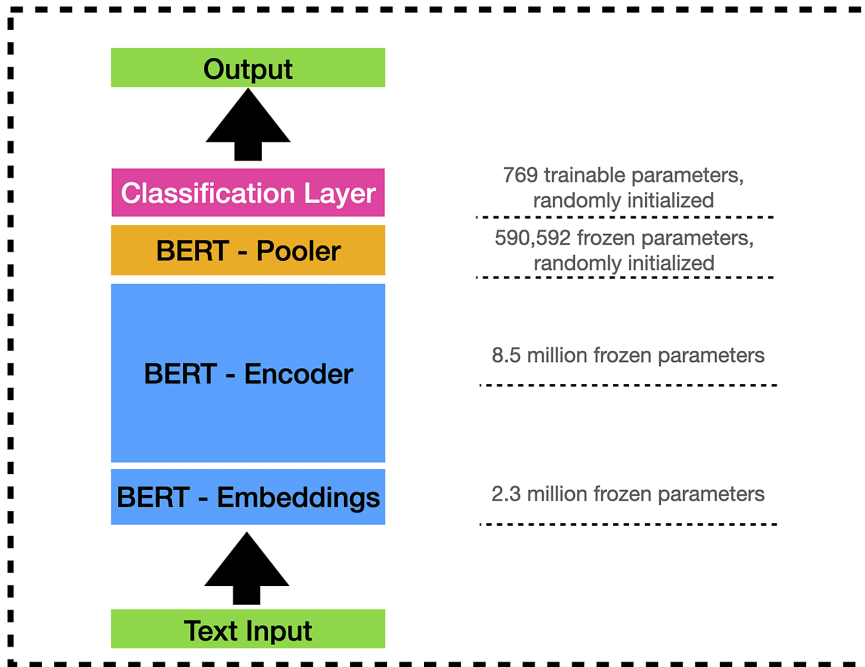 Output
Classification Layer
769 trainable parameters,
randomly initialized
BERT - Pooler
590,592 frozen parameters,
randomly initialized
BERT - Encoder
8.5 million frozen parameters
BERT - Embeddings
2.3 million frozen parameters
Text Input